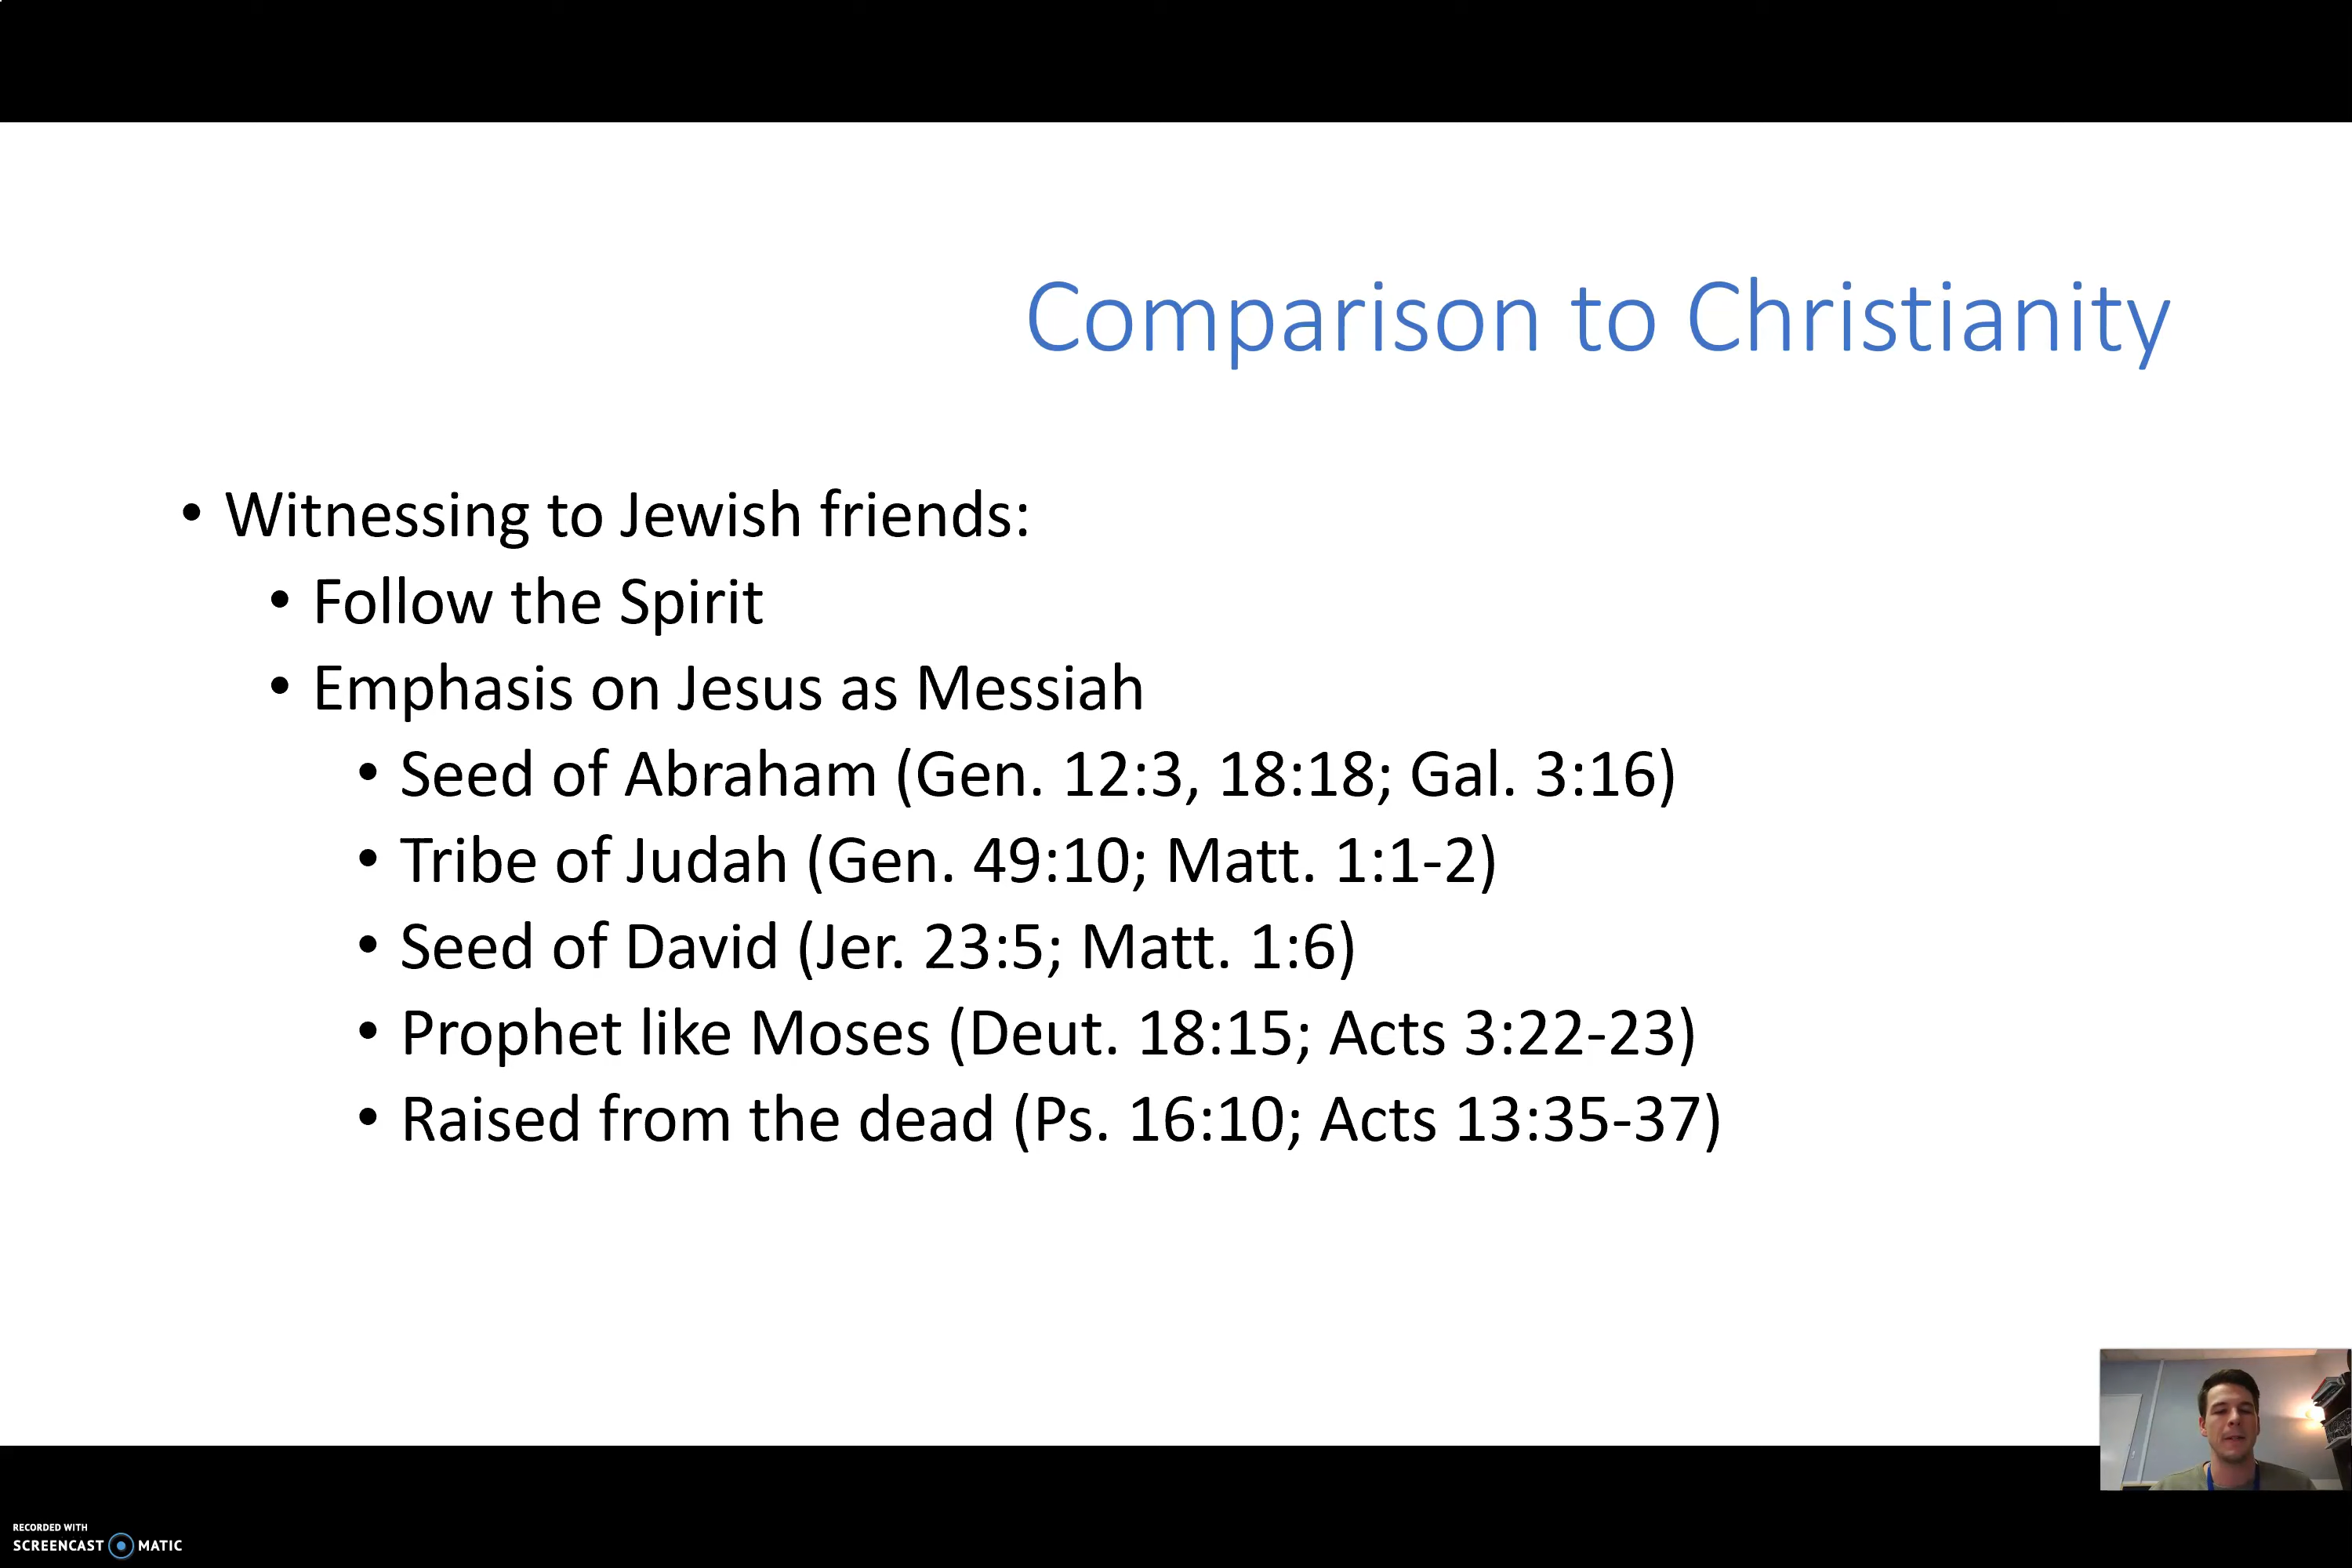 Comparison to Christianity
• Witnessing to Jewish friends:
• Follow the Spirit
• Emphasis on Jesus as Messiah
• Seed of Abraham (Gen. 12:3, 18:18; Gal. 3:16)
• Tribe of Judah (Gen. 49:10; Matt. 1:1-2)
• Seed of David (Jer. 23:5; Matt. 1:6)
• Prophet like Moses (Deut. 18:15; Acts 3:22-23)
• Raised from the dead (Ps. 16:10; Acts 13:35-37)
RECORDED WITH
SCREENCAST MATIC